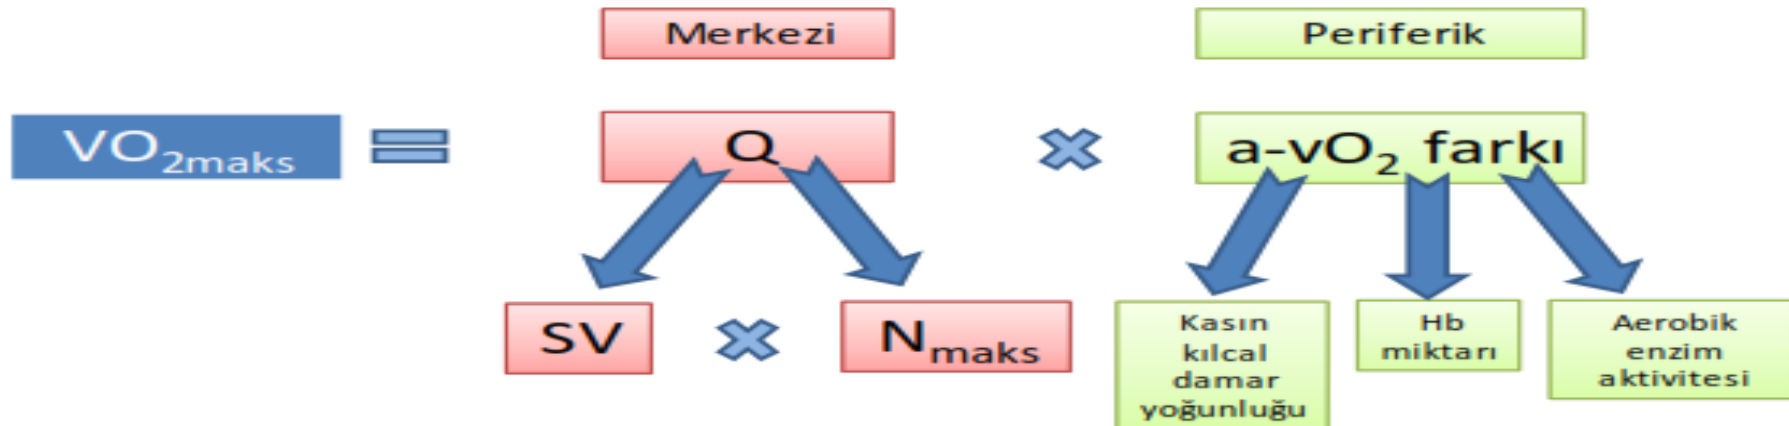 Merkezi
Periferik
VO₂maks
Q
a-vO₂ farkı
SV
Nmaks
Kasın
kılcal
damar
yoğunluğu
Hb
miktarı
Aerobik
enzim
aktivitesi